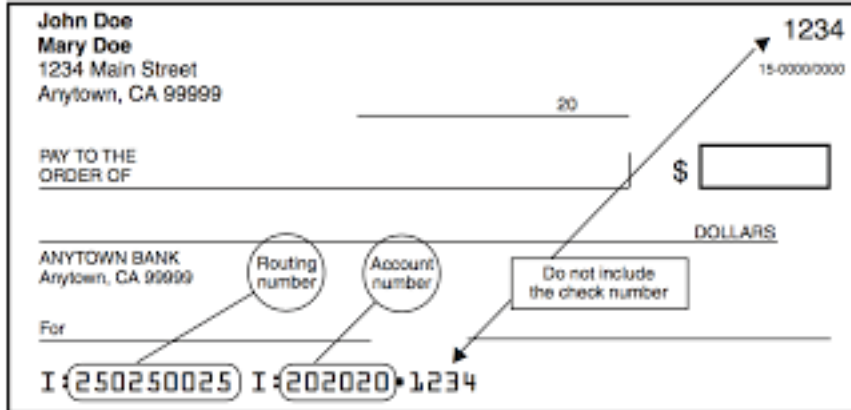 John Doe
Mary Doe
1234 Main Street
Anytown, CA 99999
1234
15-0000/0000
20
PAY TO THE
ORDER OF
$
DOLLARS
ANYTOWN BANK
Anytown, CA 99999
Routing
number
Account
number
Do not include
the check number
For
I:250250025 I:202020•1234